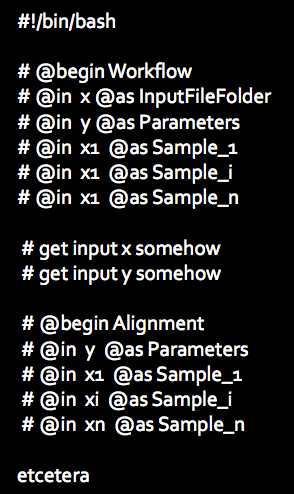 #!/bin/bash
# @begin Workflow
# @in x @as InputFileFolder
# @in y @as Parameters
# @in x1 @as Sample_1
# @in x1 @as Sample_i
# @in x1 @as Sample_n
# get input x somehow
# get input y somehow
# @begin Alignment
# @in y @as Parameters
# @in x1 @as Sample_1
# @in xi @as Sample_i
# @in xn @as Sample_n
etcetera